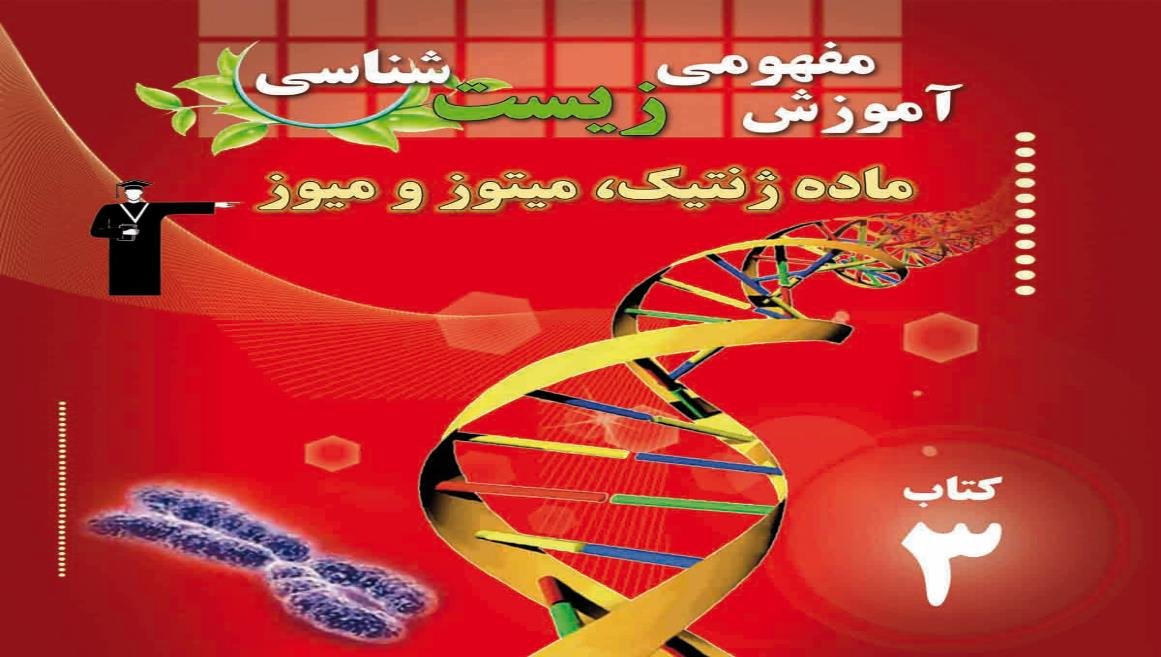 آموزش مفهومی
زیست شناسی
ماده ژنتیک، میتوز و میوز
کتاب
۳